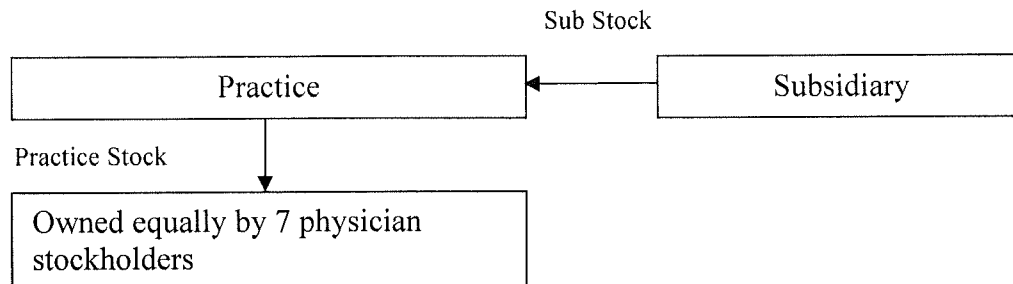 Sub Stock
Practice
Subsidiary
Practice Stock
Owned equally by 7 physician
stockholders